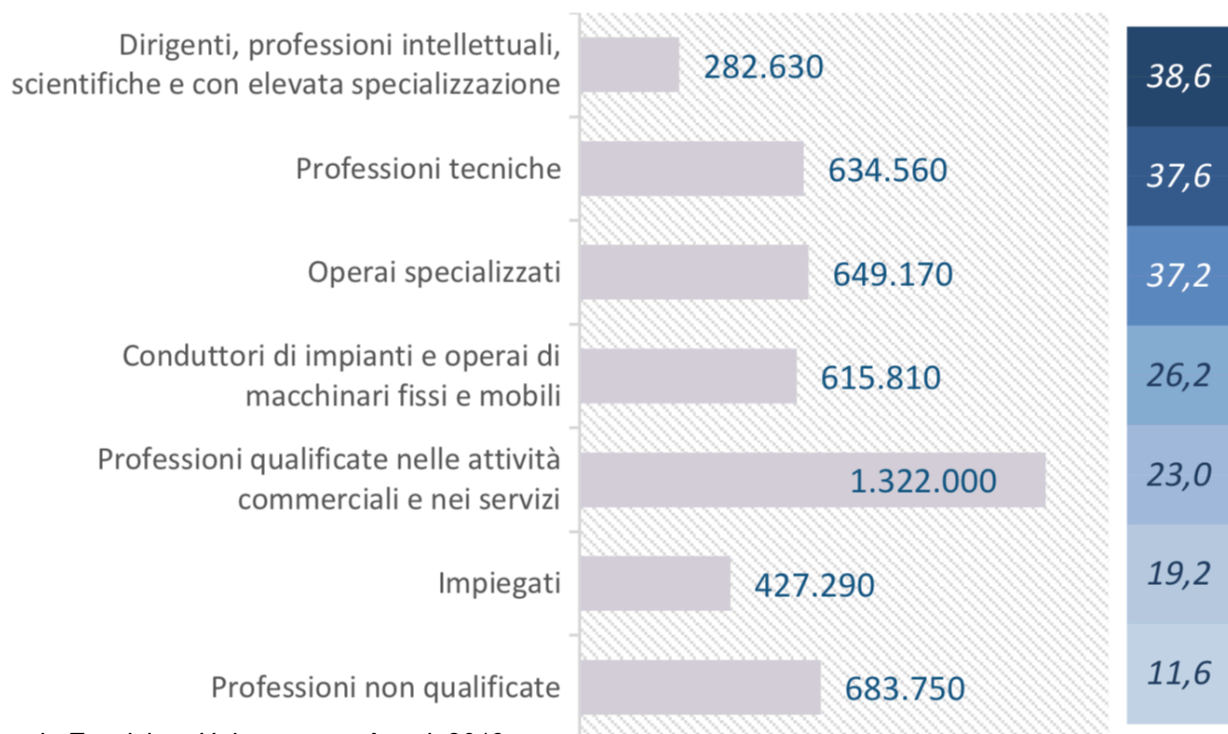 Dirigenti, professioni intellettuali,
scientifiche e con elevata specializzazione
282.630
38,6
Professioni tecniche
634.560
37,6
Operai specializzati
649.170
37,2
Conduttori di impianti e operai di
macchinari fissi e mobili
615.810
26,2
Professioni qualificate nelle attività
commerciali e nei servizi
1.322.000
23,0
Impiegati
427.290
19,2
Professioni non qualificate
683.750
11,6